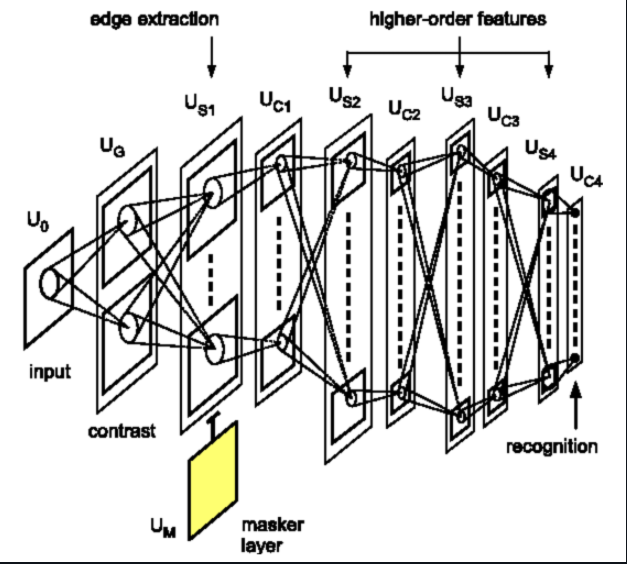 edge extraction
higher-order features
U_S1
U_C1
U_S2
U_C2
U_S3
U_C3
U_S4
U_C4
U_G
U_0
input
contrast
U_M
masker
layer
recognition